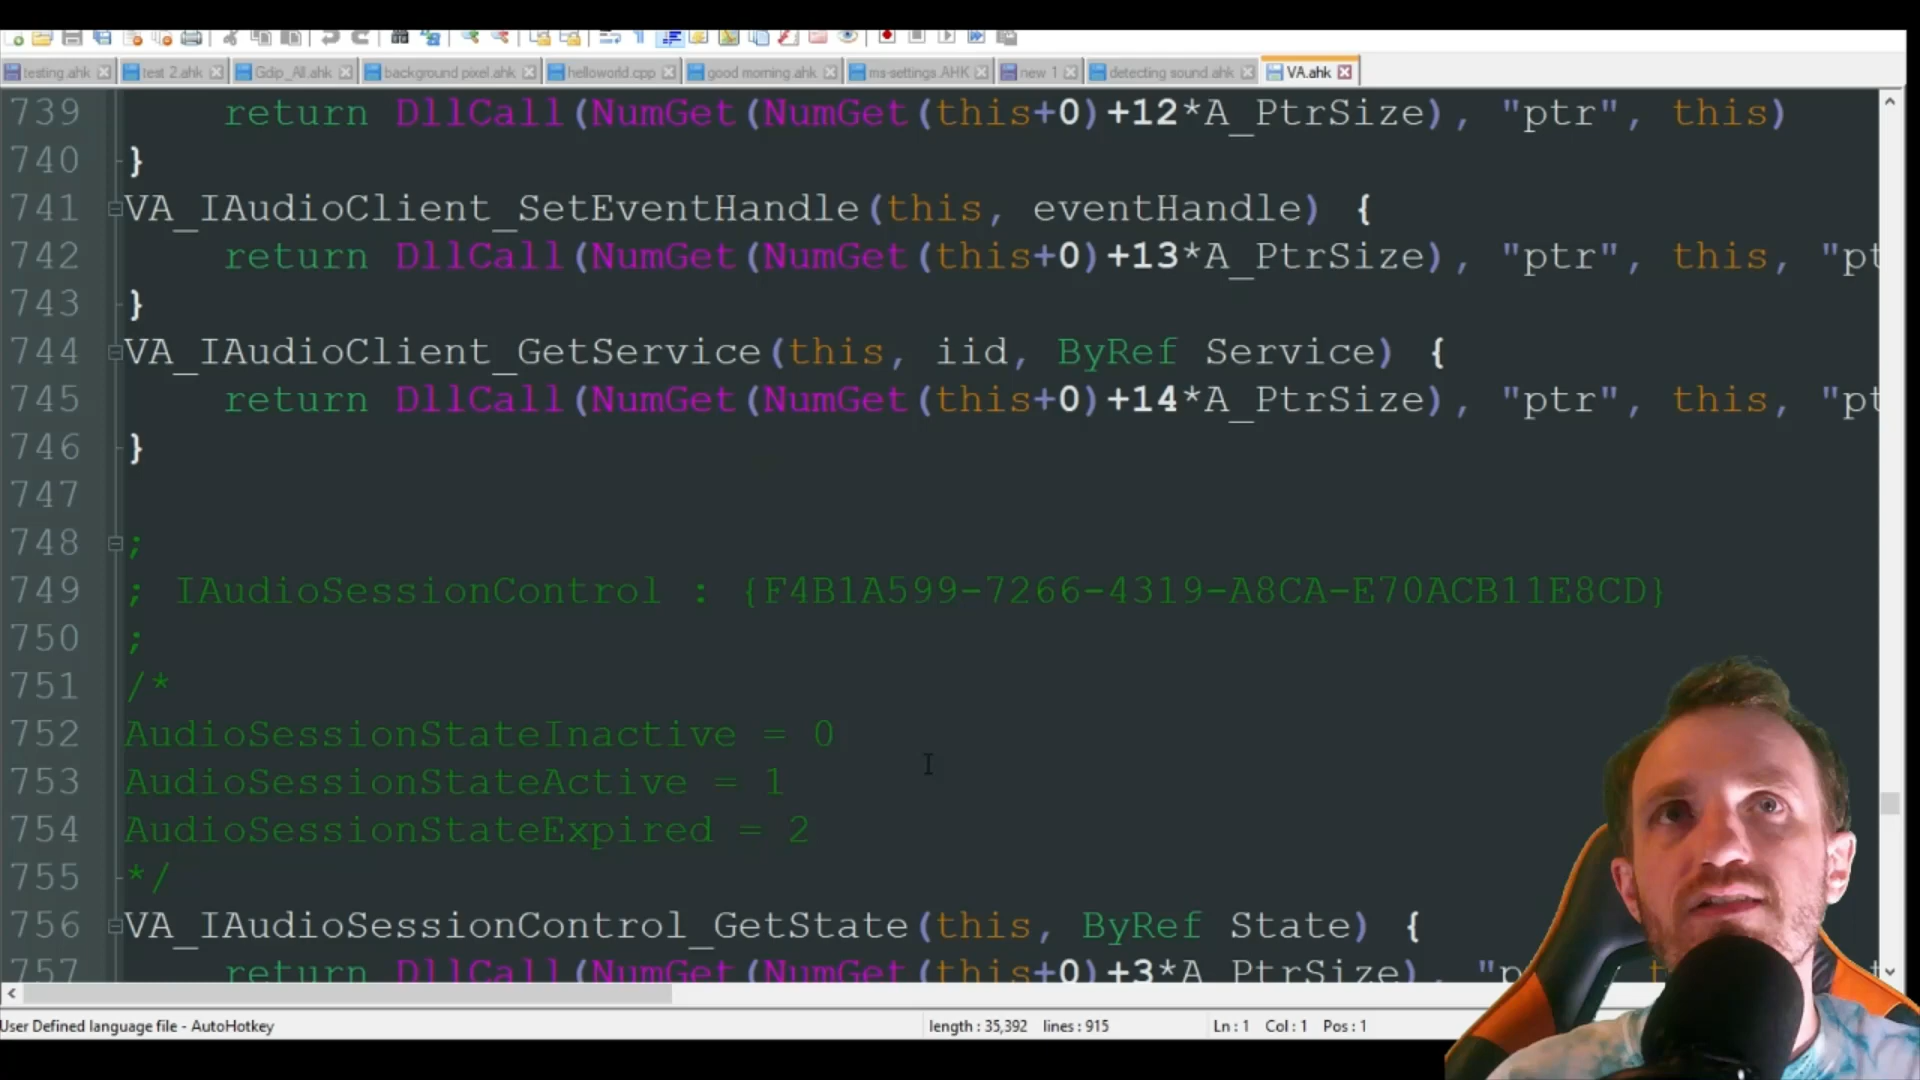 testing.ahk test 2.ahk Gdip_All.ahk background pixel.ahk helloworld.cpp good morning.ahk ms-settings.AHK new 1 detecting sound.ahk VA.ahk
739 return DllCall(NumGet(NumGet(this+0)+12*A_PtrSize), "ptr", this)
740 }
741 VA_IAudioClient_SetEventHandle(this, eventHandle) {
742 return DllCall(NumGet(NumGet(this+0)+13*A_PtrSize), "ptr", this, "pt
743 }
744 VA_IAudioClient_GetService(this, iid, ByRef Service) {
745 return DllCall(NumGet(NumGet(this+0)+14*A_PtrSize), "ptr", this, "pt
746 }
747
748 ;
749 ; IAudioSessionControl : {F4B1A599-7266-4319-A8CA-E70ACB11E8CD}
750 ;
751 /*
752 AudioSessionStateInactive = 0
753 AudioSessionStateActive = 1
754 AudioSessionStateExpired = 2
755 */
756 VA_IAudioSessionControl_GetState(this, ByRef State) {
757 return DllCall(NumGet(NumGet(this+0)+3*A_PtrSize), "p
User Defined language file - AutoHotkey length : 35,392 lines : 915 Ln : 1 Col : 1 Pos : 1